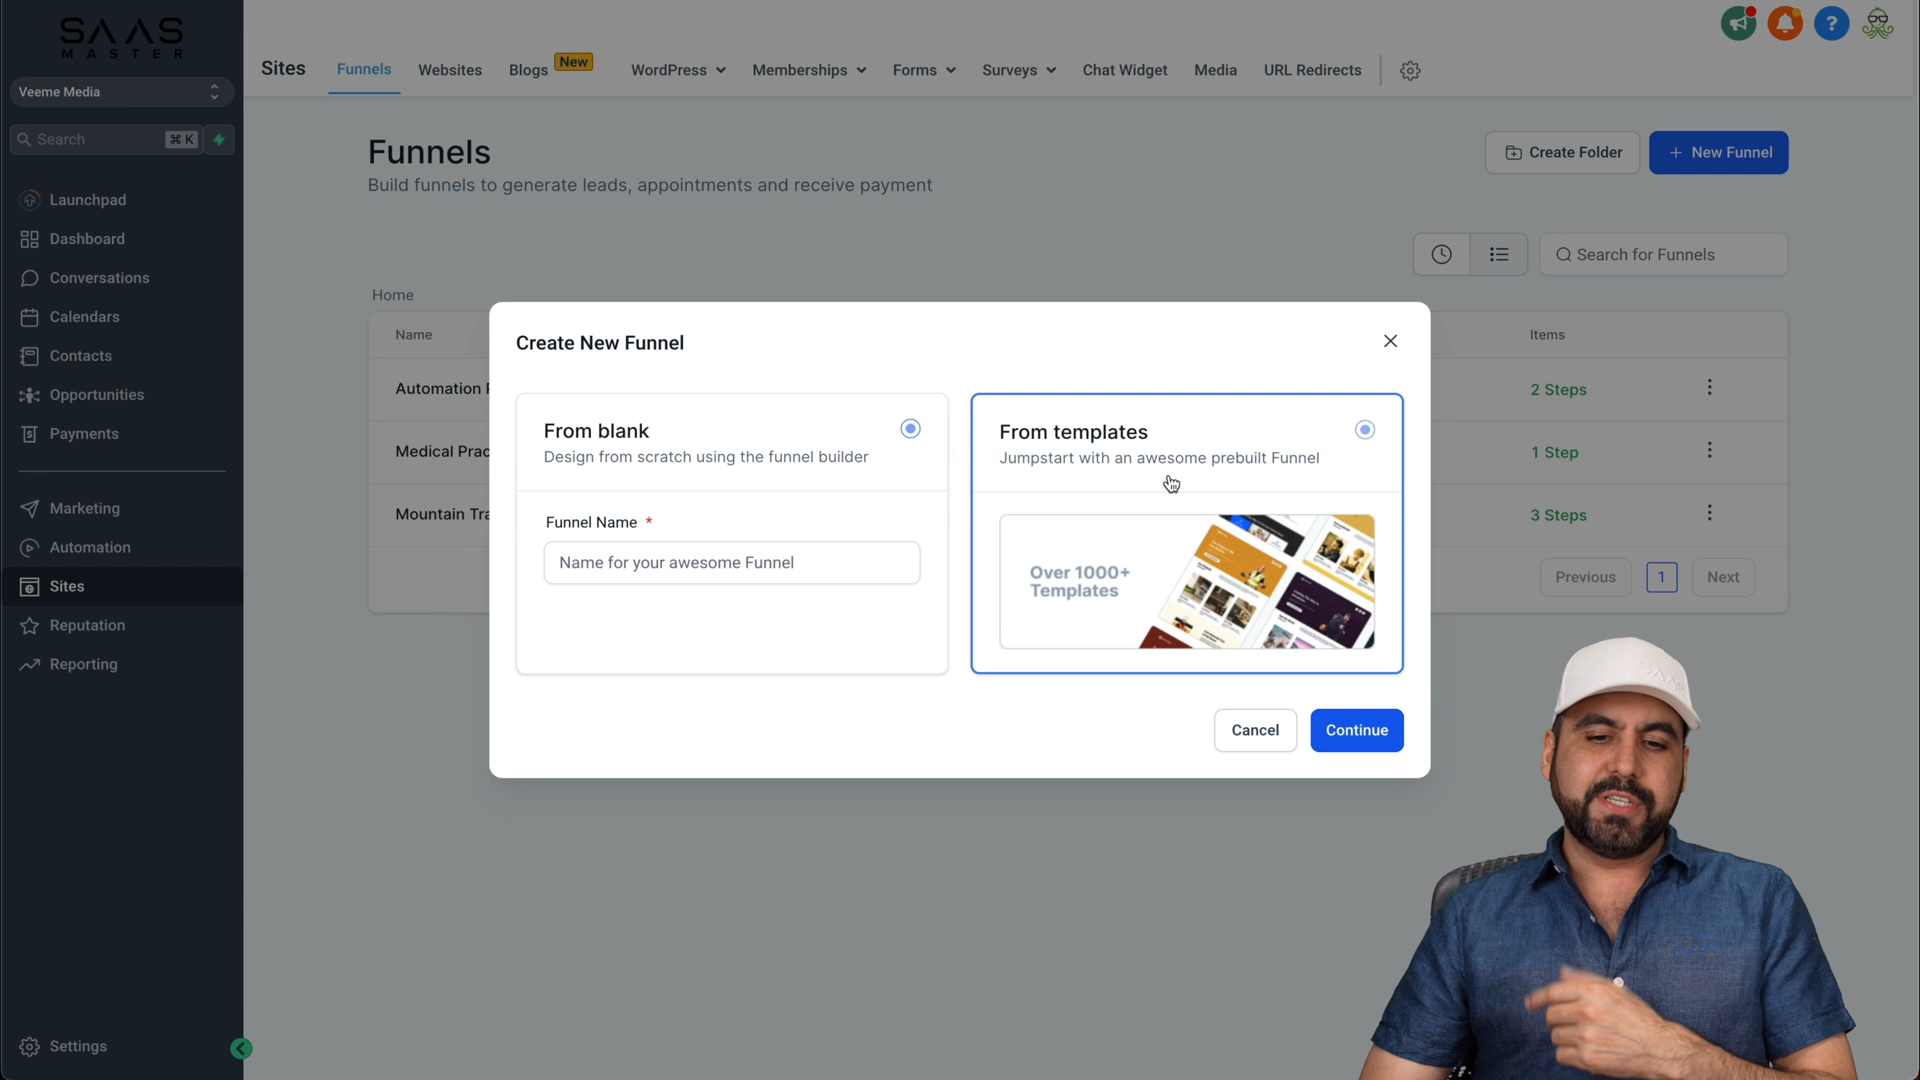 SAAS
MASTER
Veeme Media
Search
⌘ K
Launchpad
Dashboard
Conversations
Calendars
Contacts
Opportunities
Payments
Marketing
Automation
Sites
Reputation
Reporting
Settings
Sites
Funnels
Websites
Blogs
New
WordPress
Memberships
Forms
Surveys
Chat Widget
Media
URL Redirects
?
Funnels
Build funnels to generate leads, appointments and receive payment
Create Folder
+ New Funnel
Search for Funnels
Home
Name
Items
Automation
2 Steps
Medical Prac
1 Step
Mountain Tra
3 Steps
Previous
1
Next
Create New Funnel
From blank
Design from scratch using the funnel builder
Funnel Name *
Name for your awesome Funnel
From templates
Jumpstart with an awesome prebuilt Funnel
Over 1000+
Templates
Cancel
Continue